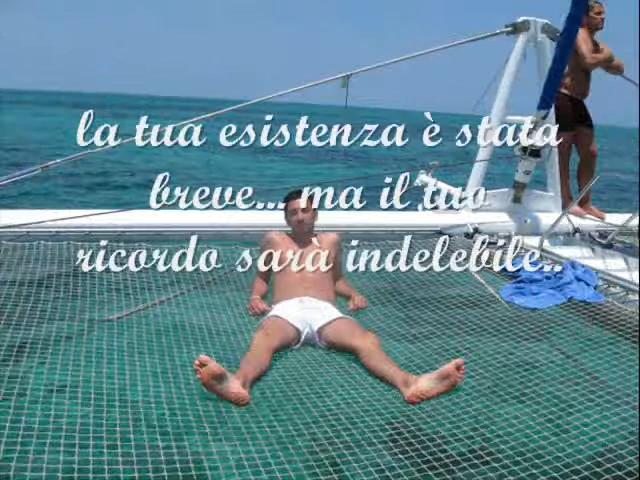 la tua esistenza è stata
breve... ma il tuo
ricordo sarà indelebile...